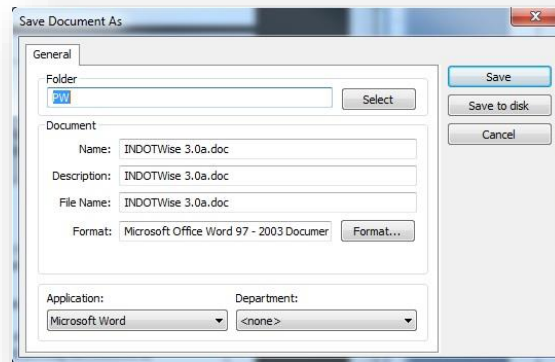 Save Document As
General
Folder
PW
Select
Document
Name: INDOTWise 3.0a.doc
Description: INDOTWise 3.0a.doc
File Name: INDOTWise 3.0a.doc
Format: Microsoft Office Word 97 - 2003 Documer
Format...
Application:
Department:
Microsoft Word
<none>
Save
Save to disk
Cancel